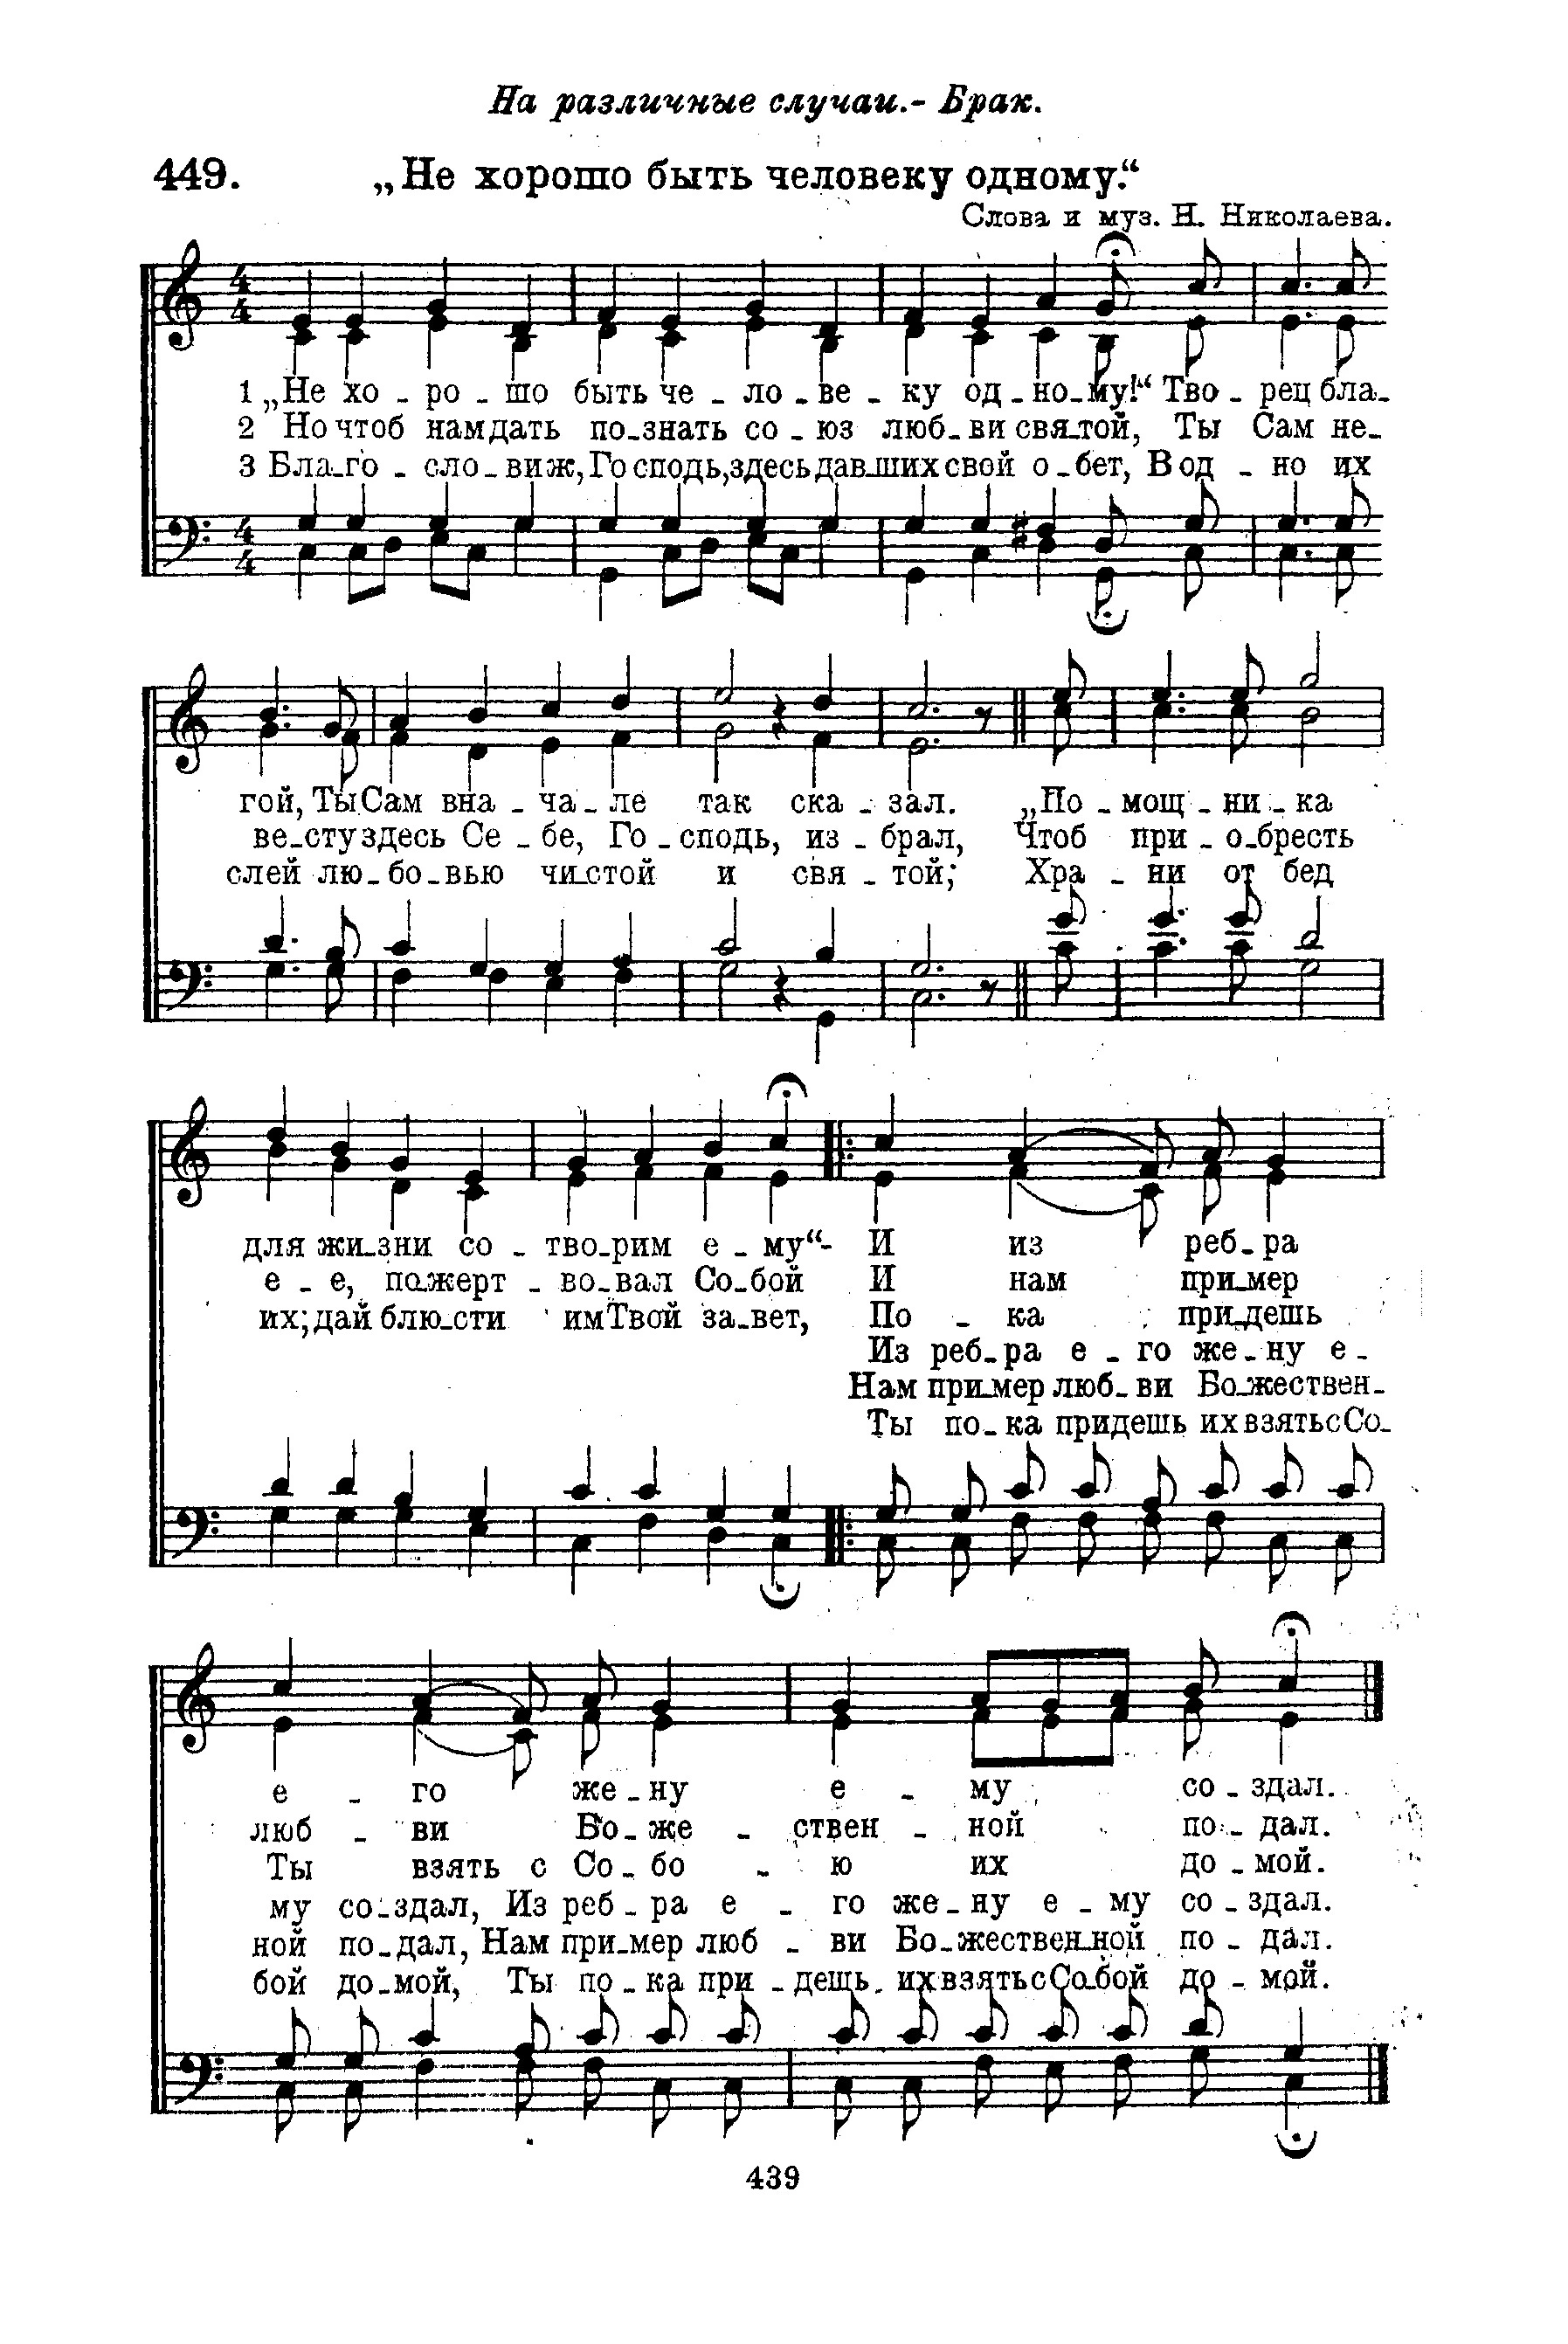 На различные случаи.- Брак.
449. „Не хорошо быть человеку одному.“
Слова и муз. Н. Николаева.
4 4
1 „Не хо - ро - шо быть че - ло - ве - ку од - но - му!“ Тво - рец бла -
2 Но чтоб нам дать по - знать со - юз люб - ви свя - той, Ты Сам не -
3 Бла - го - сло - ви ж, Го сподь, здесь дав - ших свой о - бет, В од - но их
4 4
гой, Ты Сам вна - ча - ле так ска - зал. „По - мощ - ни - ка
ве - сту здесь Се - бе, Го - сподь, из - брал, Чтоб при - о - бресть
слей лю - бо - вью чи - стой и свя - той; Хра - ни от бед
для жи - зни со - тво - рим е - му“- И из реб - ра
е - е, по - жерт - во - вал Со - бой И нам при - мер
их; дай блю - сти им Твой за - вет, По - ка при - дешь
Из реб - ра е - го же - ну е -
Нам при - мер люб - ви Бо - жествен -
Ты по - ка придешь их взять с Со -
е - го же - ну е - му со - здал.
люб - ви Бо - же - ствен - ной по - дал.
Ты взять с Со - бо - ю их до - мой.
му со - здал, Из реб - ра е - го же - ну е - му со - здал.
ной по - дал, Нам при - мер люб - ви Бо - жествен - ной по - дал.
бой до - мой, Ты по - ка при - дешь их взять с Собой до - мой.
439